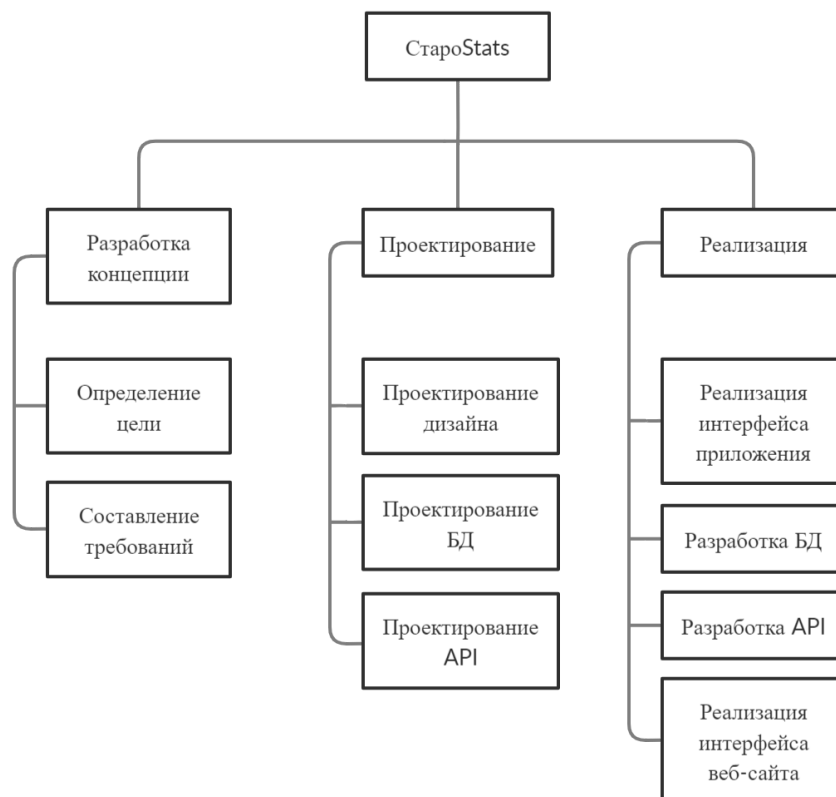 СтароStats
Разработка
концепции
Определение
цели
Составление
требований
Проектирование
Проектирование
дизайна
Проектирование
БД
Проектирование
API
Реализация
Реализация
интерфейса
приложения
Разработка БД
Разработка API
Реализация
интерфейса
веб-сайта